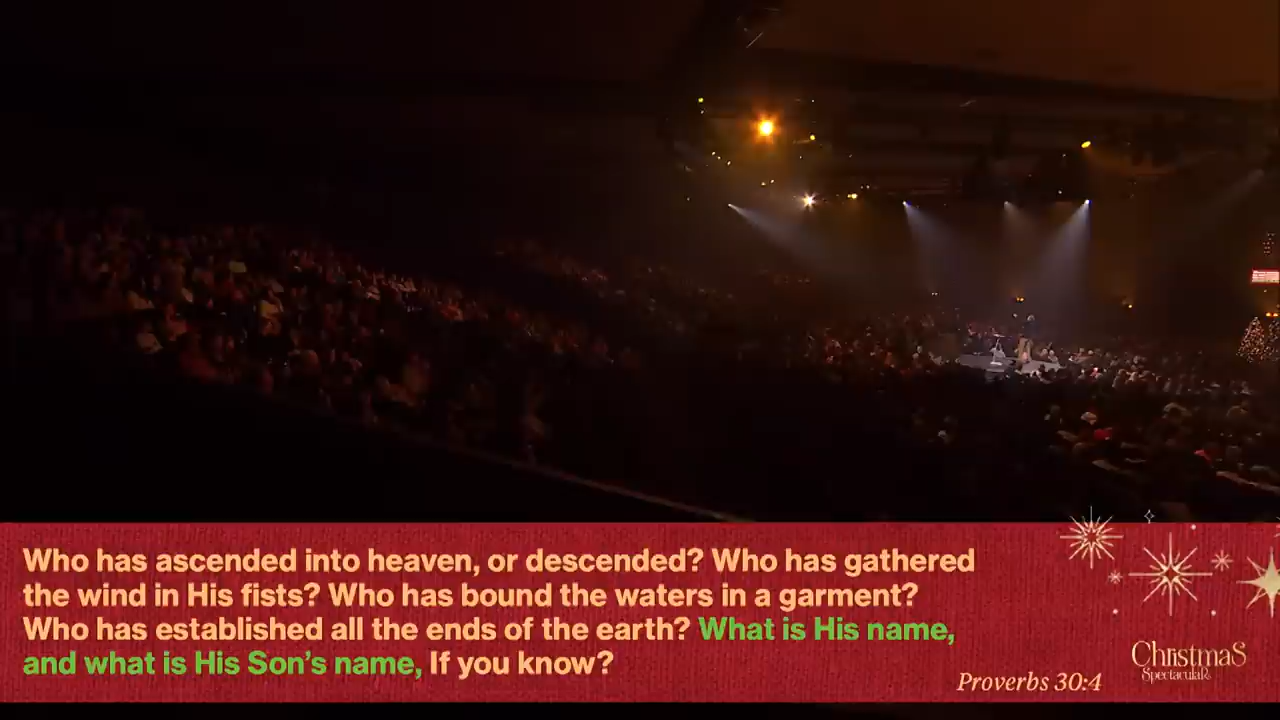 Who has ascended into heaven, or descended? Who has gathered
the wind in His fists? Who has bound the waters in a garment?
Who has established all the ends of the earth? What is His name,
and what is His Son's name, If you know?
Proverbs 30:4
Christmas
Spectacular